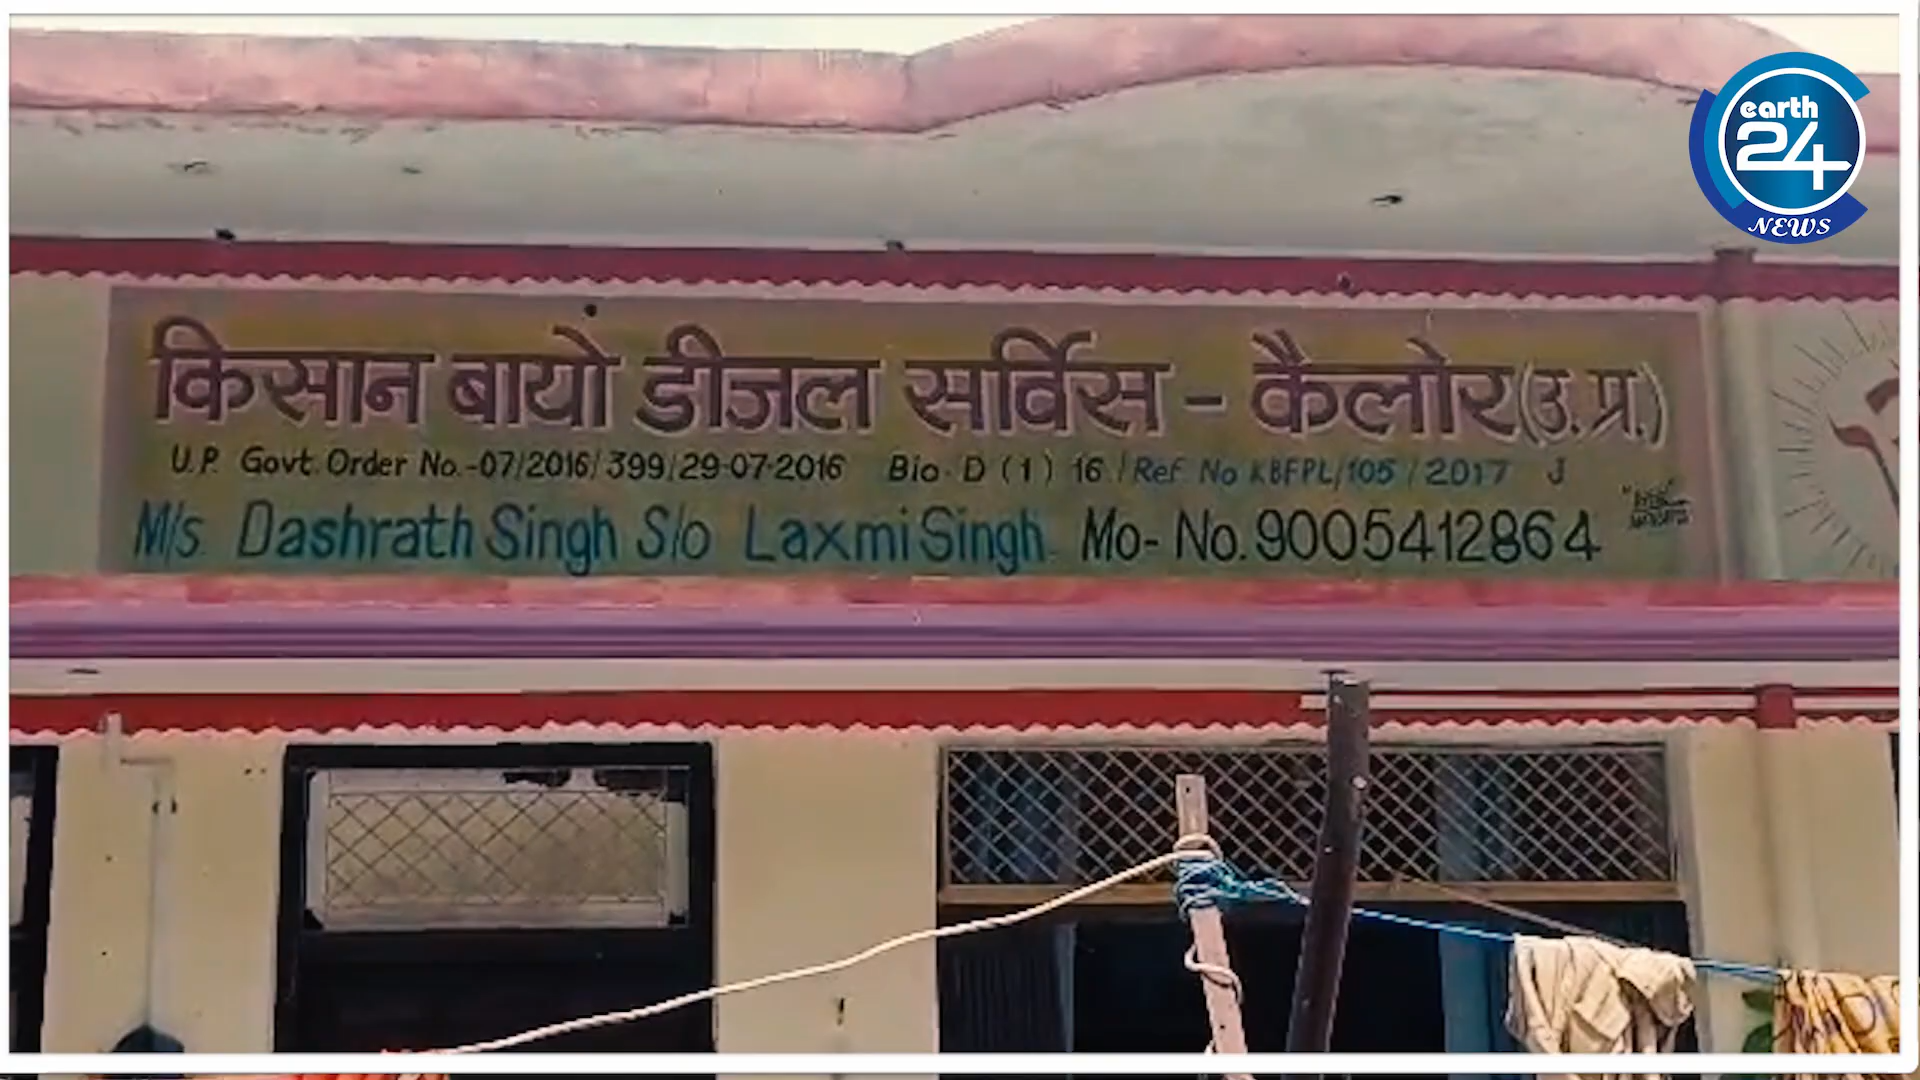 earth
24
NEWS
किसान बायो डीजल सर्विस - कैलोर (उ.प्र.)
U.P. Govt. Order No.-07/2016/399/29-07-2016 Bio-D (1) 16 / Ref No KBFPL/105/2017 J
M/s. Dashrath Singh S/o Laxmi Singh Mo-No. 9005412864